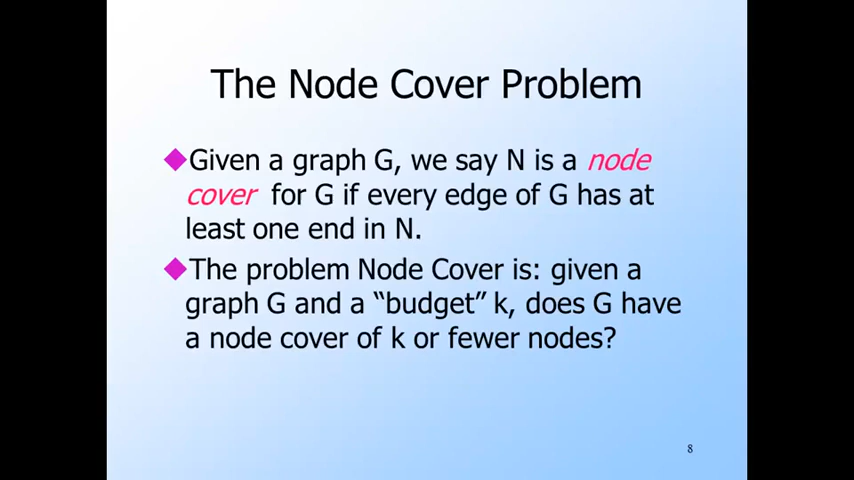 The Node Cover Problem
Given a graph G, we say N is a node
cover for G if every edge of G has at
least one end in N.
The problem Node Cover is: given a
graph G and a “budget” k, does G have
a node cover of k or fewer nodes?
8